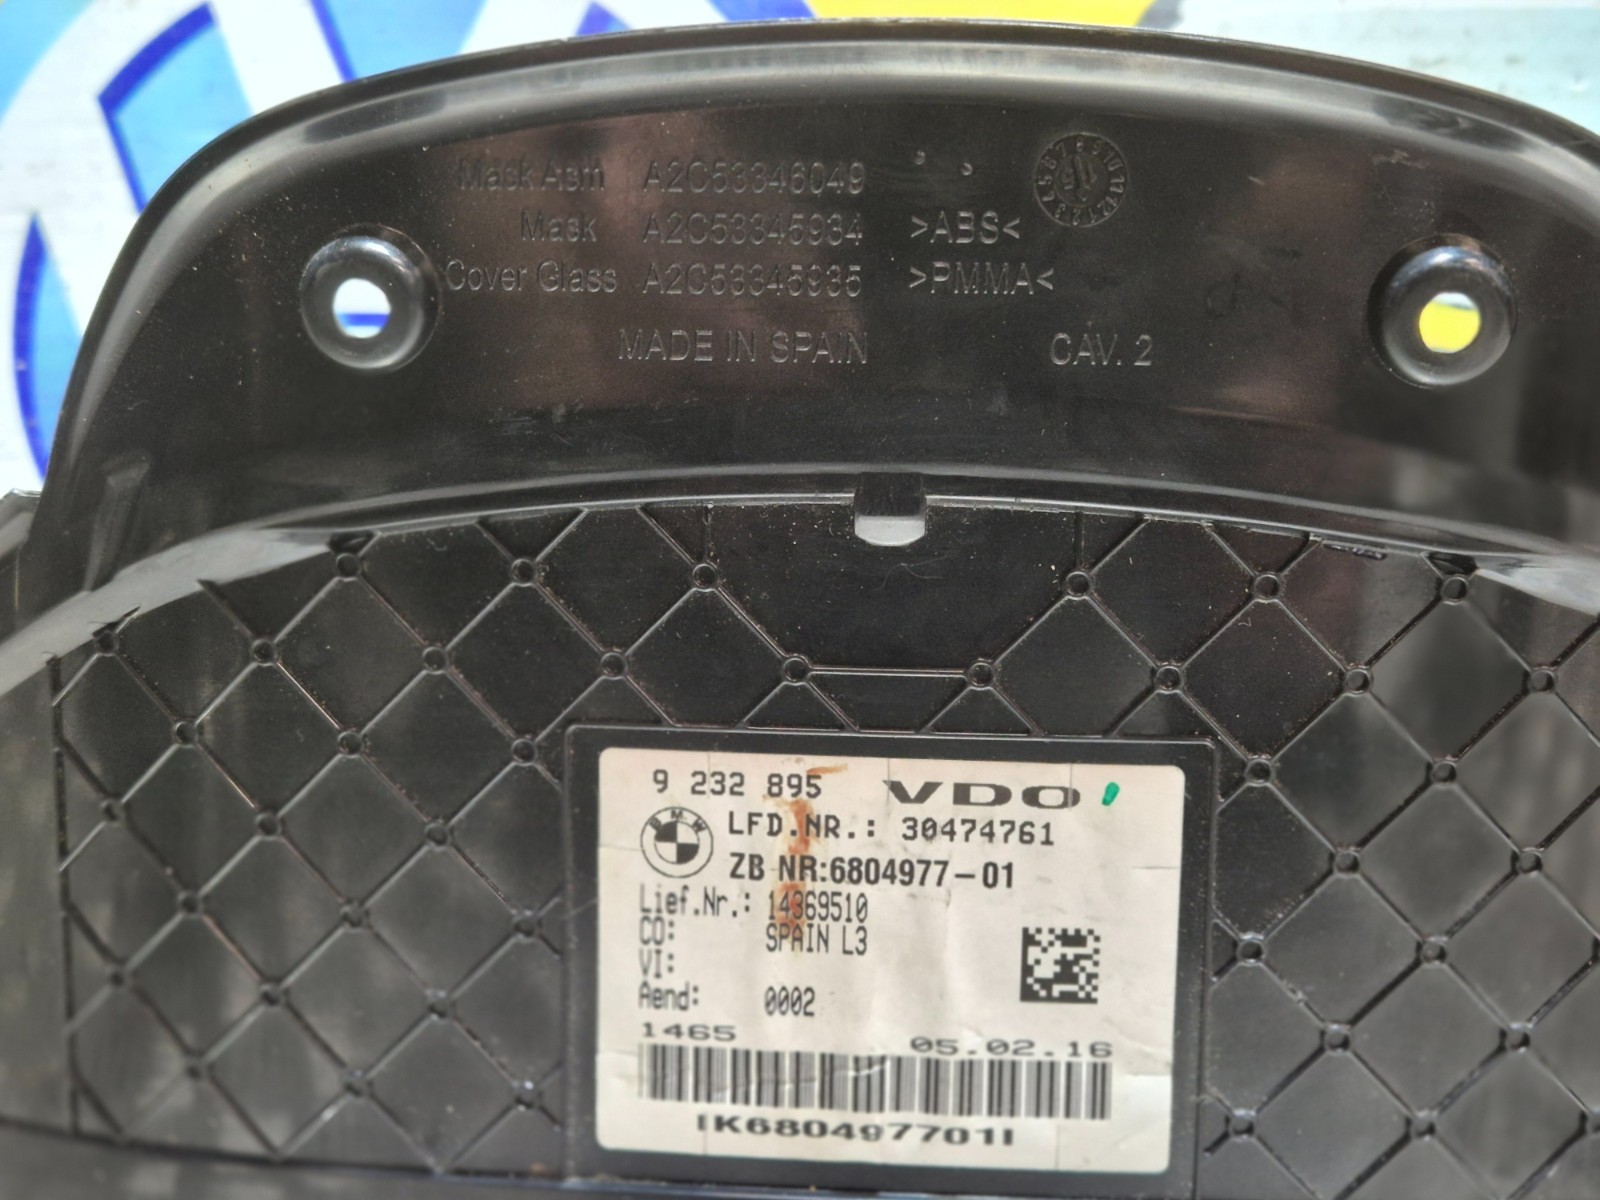 Mask Asm A2C53346049
Mask A2C53345934 >ABS<
Cover Glass A2C53345935 >PMMA<
MADE IN SPAIN CAV. 2
9 232 895 VDO
BMW
LFD.NR.: 30474761
ZB NR:6804977-01
Lief.Nr.: 14369510
CO: SPAIN L3
VI:
Aend: 0002
1465 05.02.16
IK680497701I